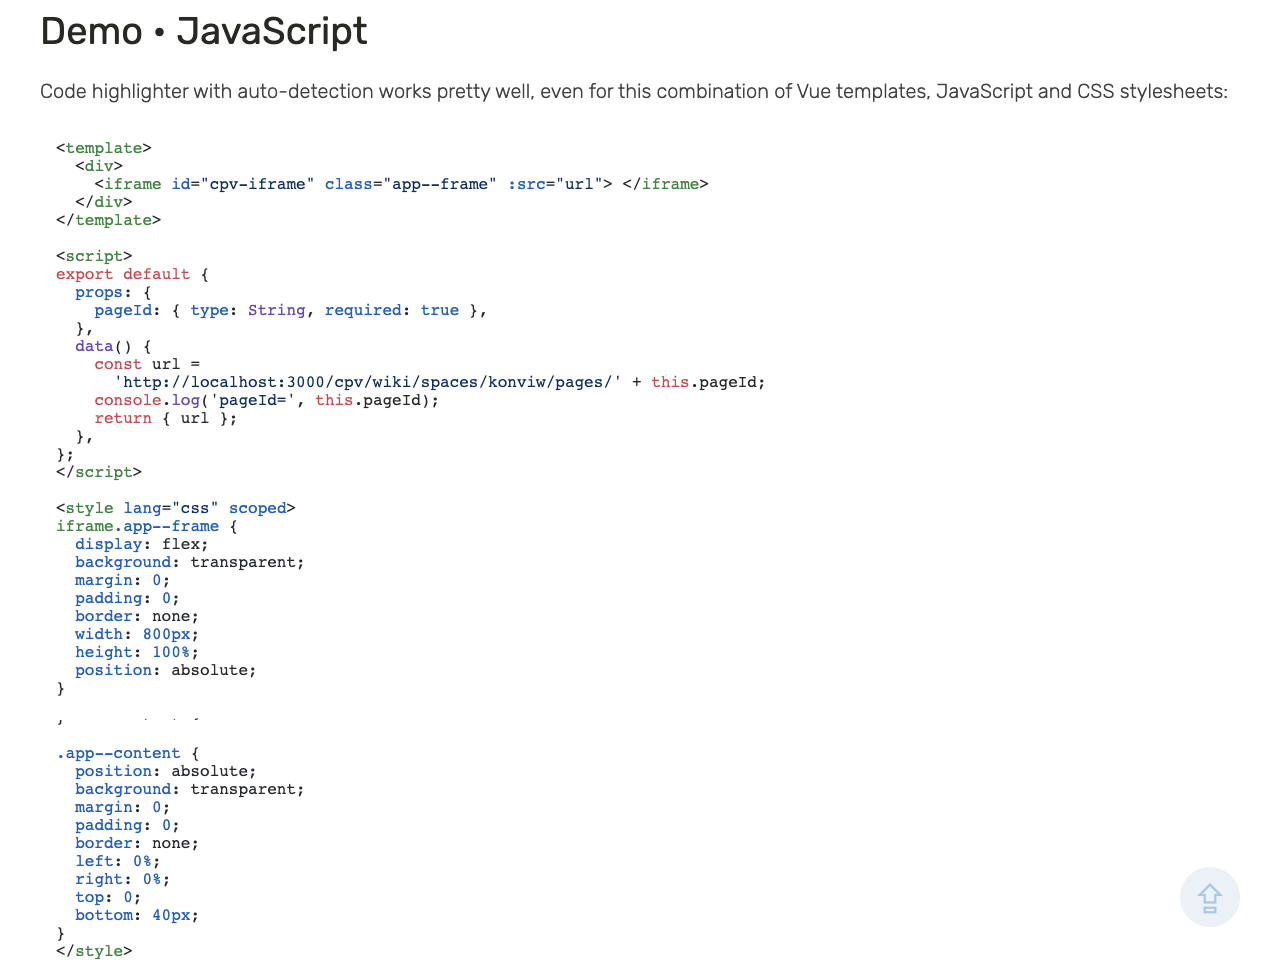 Demo • JavaScript
Code highlighter with auto-detection works pretty well, even for this combination of Vue templates, JavaScript and CSS stylesheets:
<template>
  <div>
    <iframe id="cpv-iframe" class="app--frame" :src="url"> </iframe>
  </div>
</template>
<script>
export default {
  props: {
    pageId: { type: String, required: true },
  },
  data() {
    const url =
      'http://localhost:3000/cpv/wiki/spaces/konviw/pages/' + this.pageId;
    console.log('pageId=', this.pageId);
    return { url };
  },
};
</script>
<style lang="css" scoped>
iframe.app--frame {
  display: flex;
  background: transparent;
  margin: 0;
  padding: 0;
  border: none;
  width: 800px;
  height: 100%;
  position: absolute;
}
.app--content {
  position: absolute;
  background: transparent;
  margin: 0;
  padding: 0;
  border: none;
  left: 0%;
  right: 0%;
  top: 0;
  bottom: 40px;
}
</style>